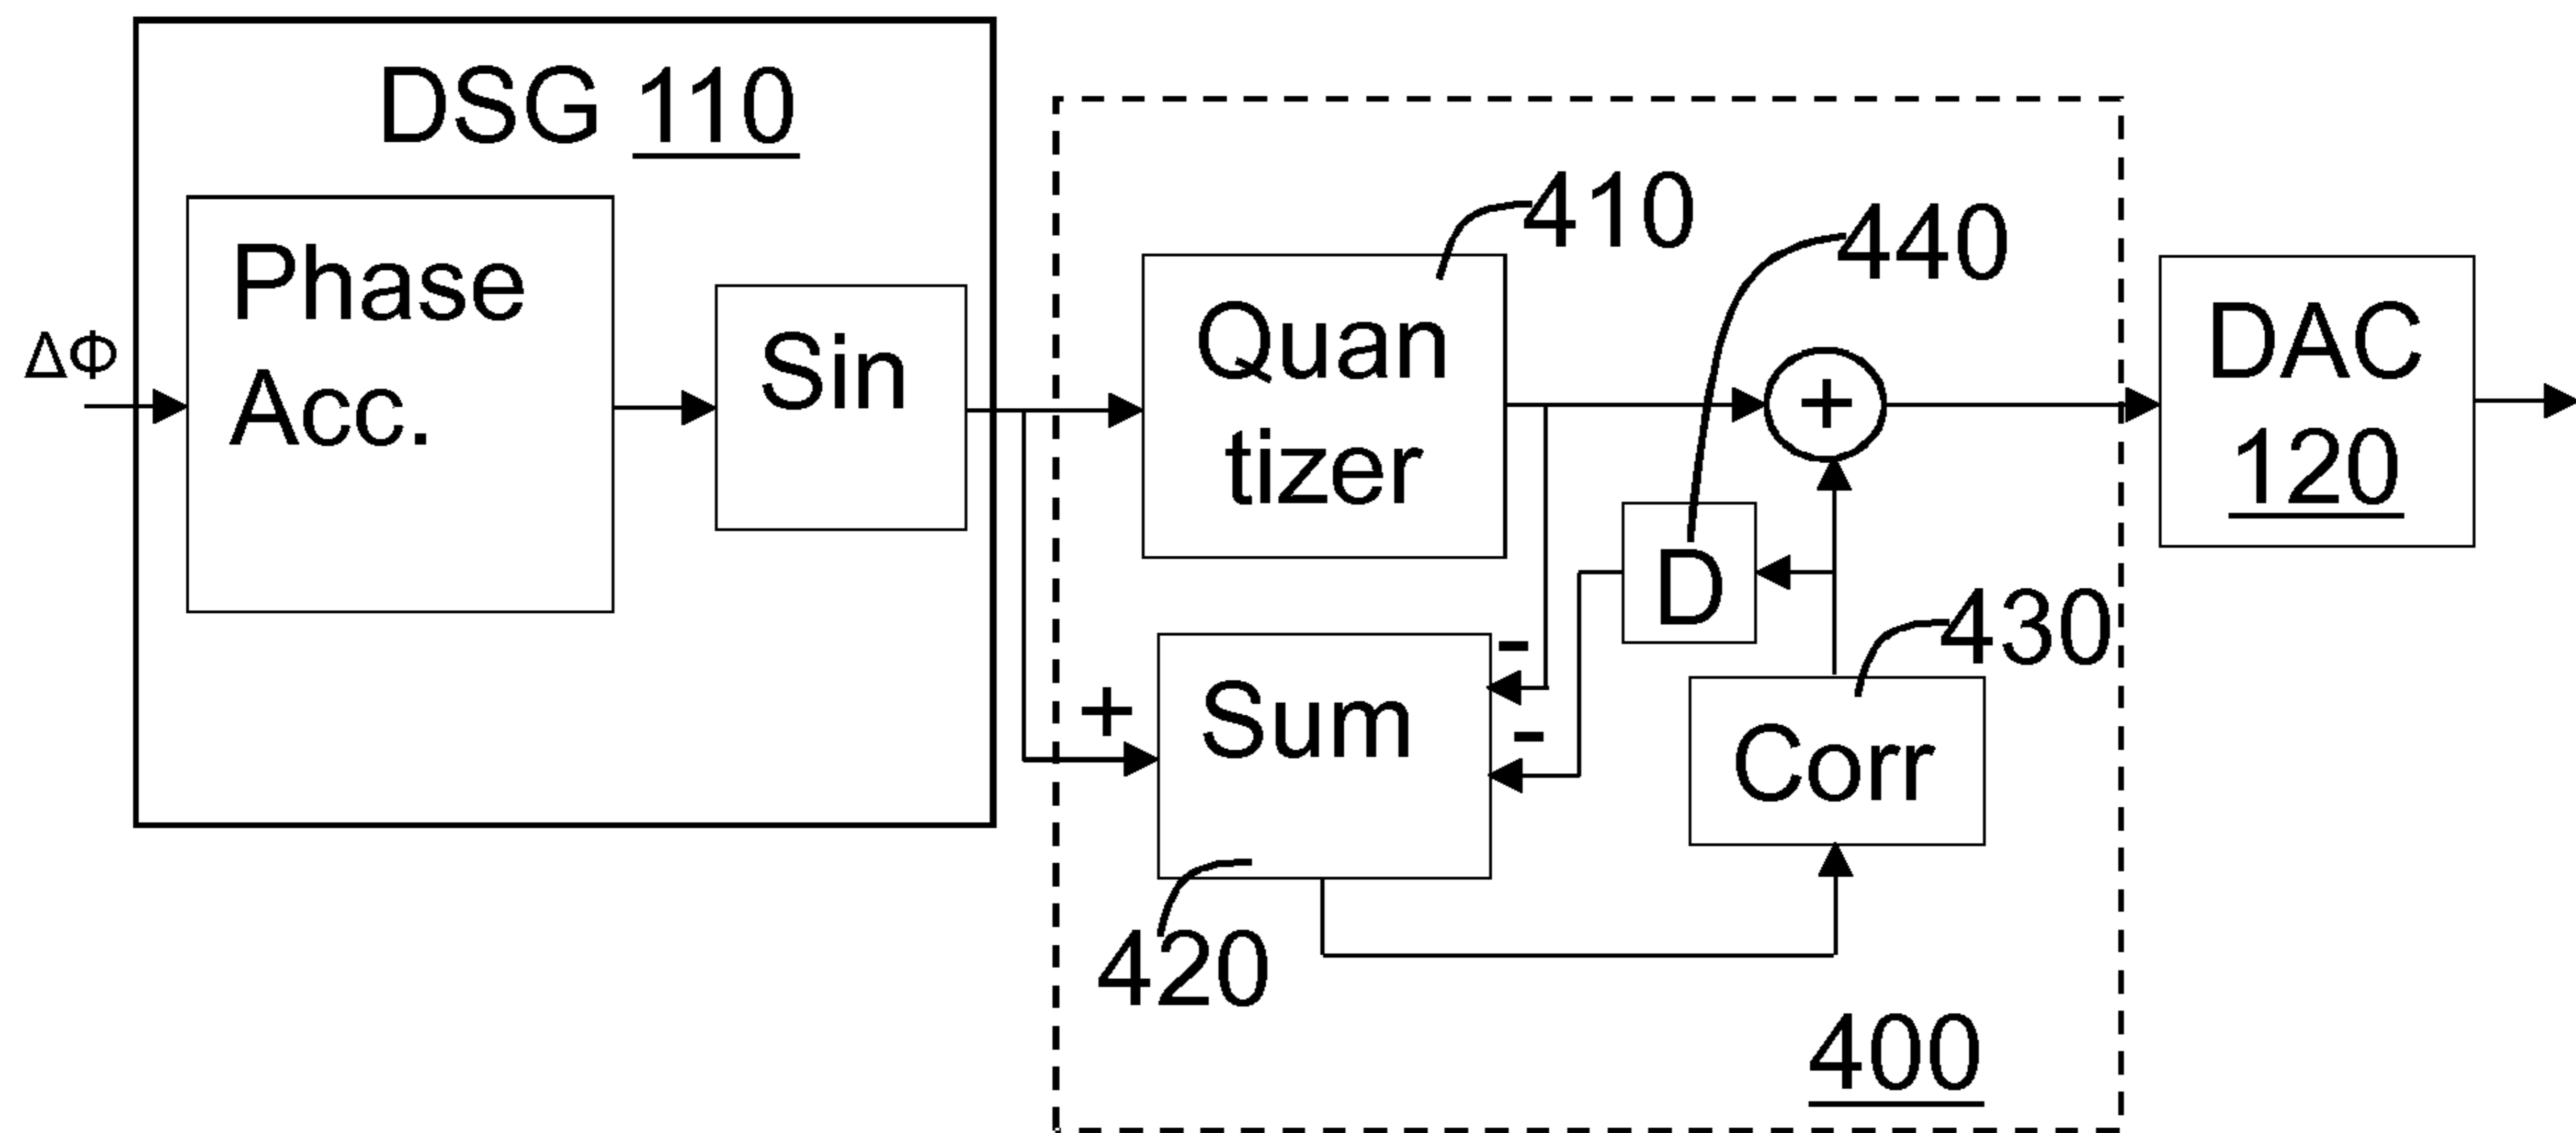 DSG 110
ΔΦ
Phase
Acc.
Sin
410
440
Quan
tizer
+
DAC
120
D
430
-
-
+
Sum
Corr
420
400